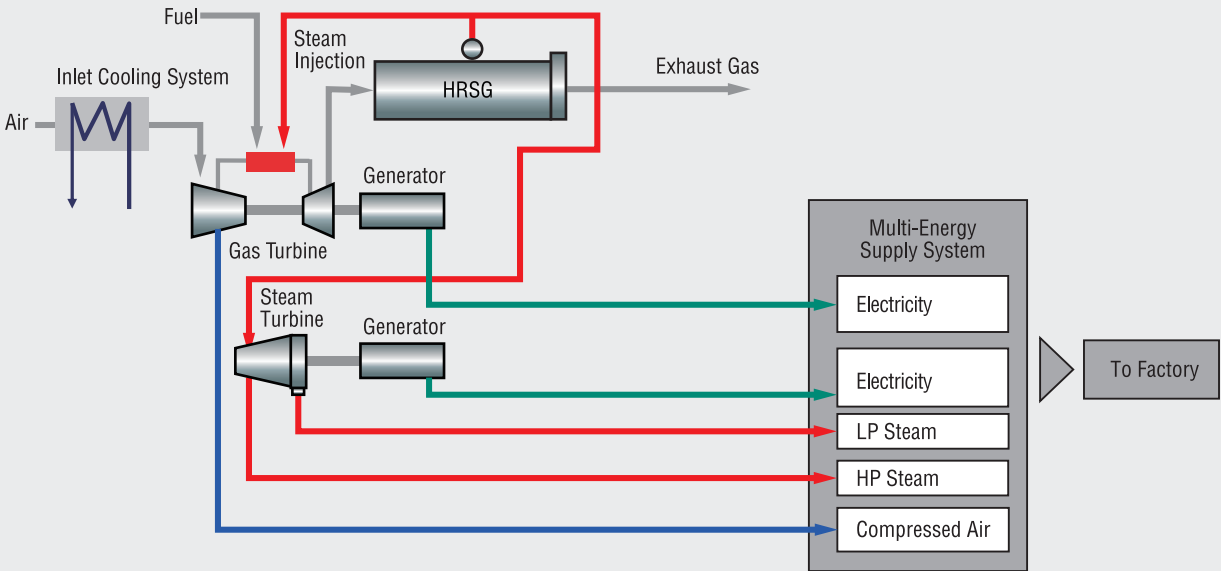 Fuel
Steam
Injection
Inlet Cooling System
HRSG
Exhaust Gas
Air
Generator
Gas Turbine
Multi-Energy
Supply System
Steam
Turbine
Generator
Electricity
Electricity
To Factory
LP Steam
HP Steam
Compressed Air